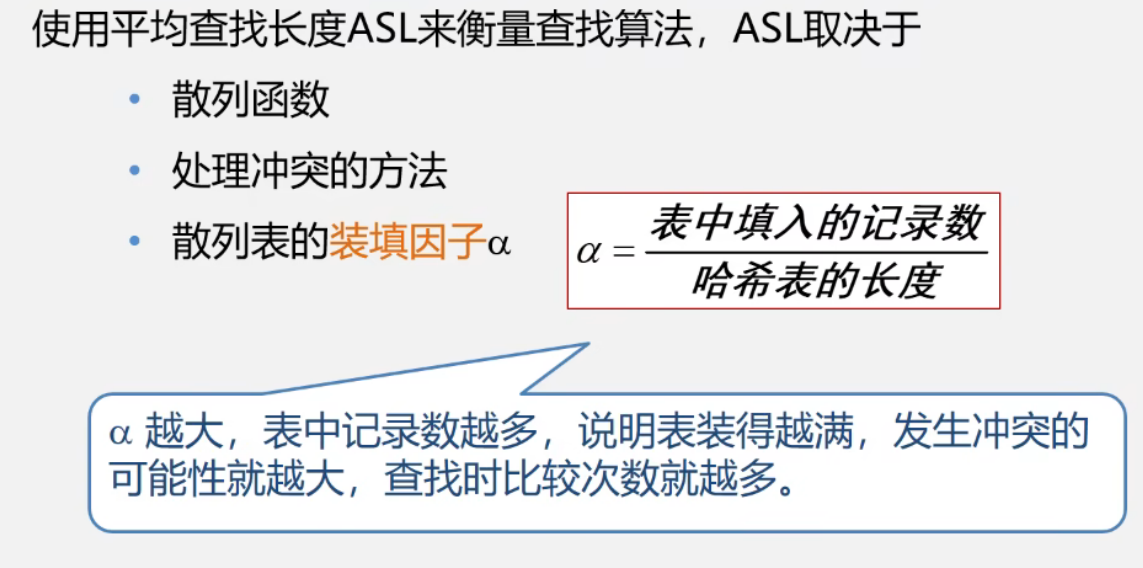 使用平均查找长度ASL来衡量查找算法，ASL取决于
• 散列函数
• 处理冲突的方法
• 散列表的装填因子α
α = 表中填入的记录数 / 哈希表的长度
α 越大，表中记录数越多，说明表装得越满，发生冲突的
可能性就越大，查找时比较次数就越多。